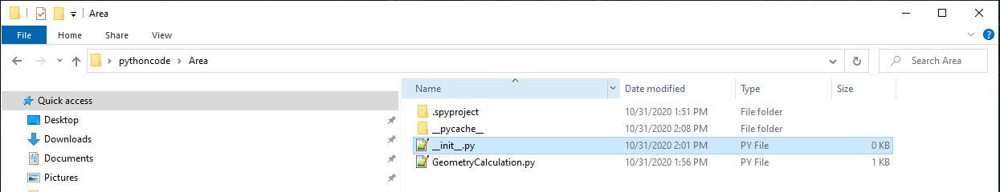 Area
File Home Share View
pythoncode Area Search Area
Name Date modified Type Size
Quick access
.spyproject 10/31/2020 1:51 PM File folder
Desktop
__pycache__ 10/31/2020 2:08 PM File folder
Downloads
__init__.py 10/31/2020 2:01 PM PY File 0 KB
Documents
GeometryCalculation.py 10/31/2020 1:56 PM PY File 1 KB
Pictures